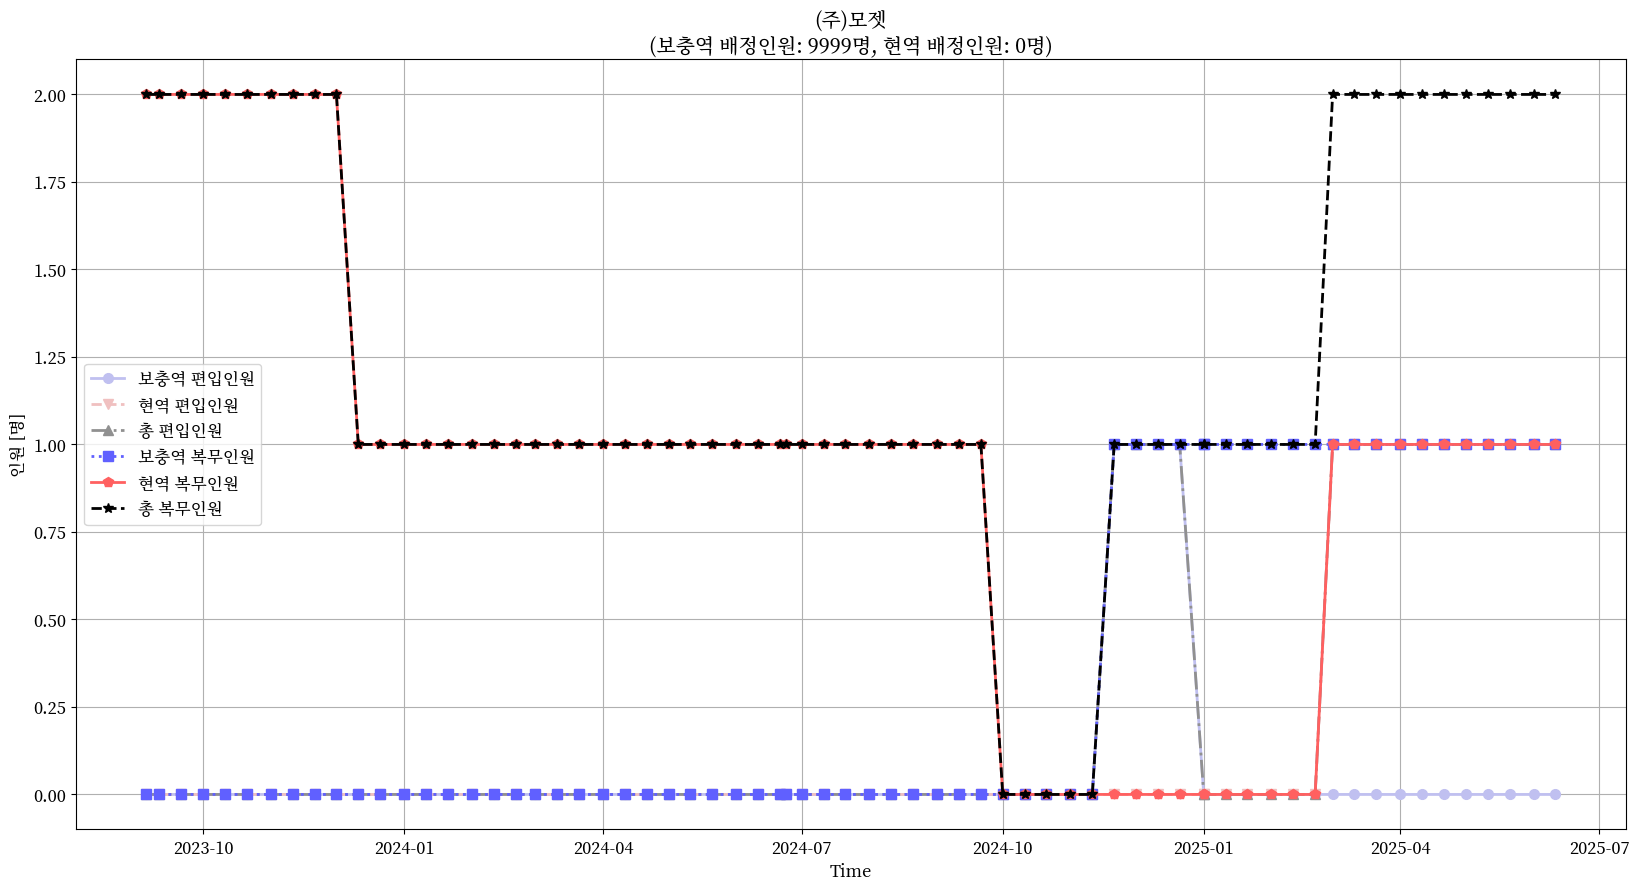 (주)모젯
(보충역 배정인원: 9999명, 현역 배정인원: 0명)
2.00
1.75
1.50
1.25
1.00
0.75
0.50
0.25
0.00
인원 [명]
보충역 편입인원
현역 편입인원
총 편입인원
보충역 복무인원
현역 복무인원
총 복무인원
2023-10
2024-01
2024-04
2024-07
2024-10
2025-01
2025-04
2025-07
Time